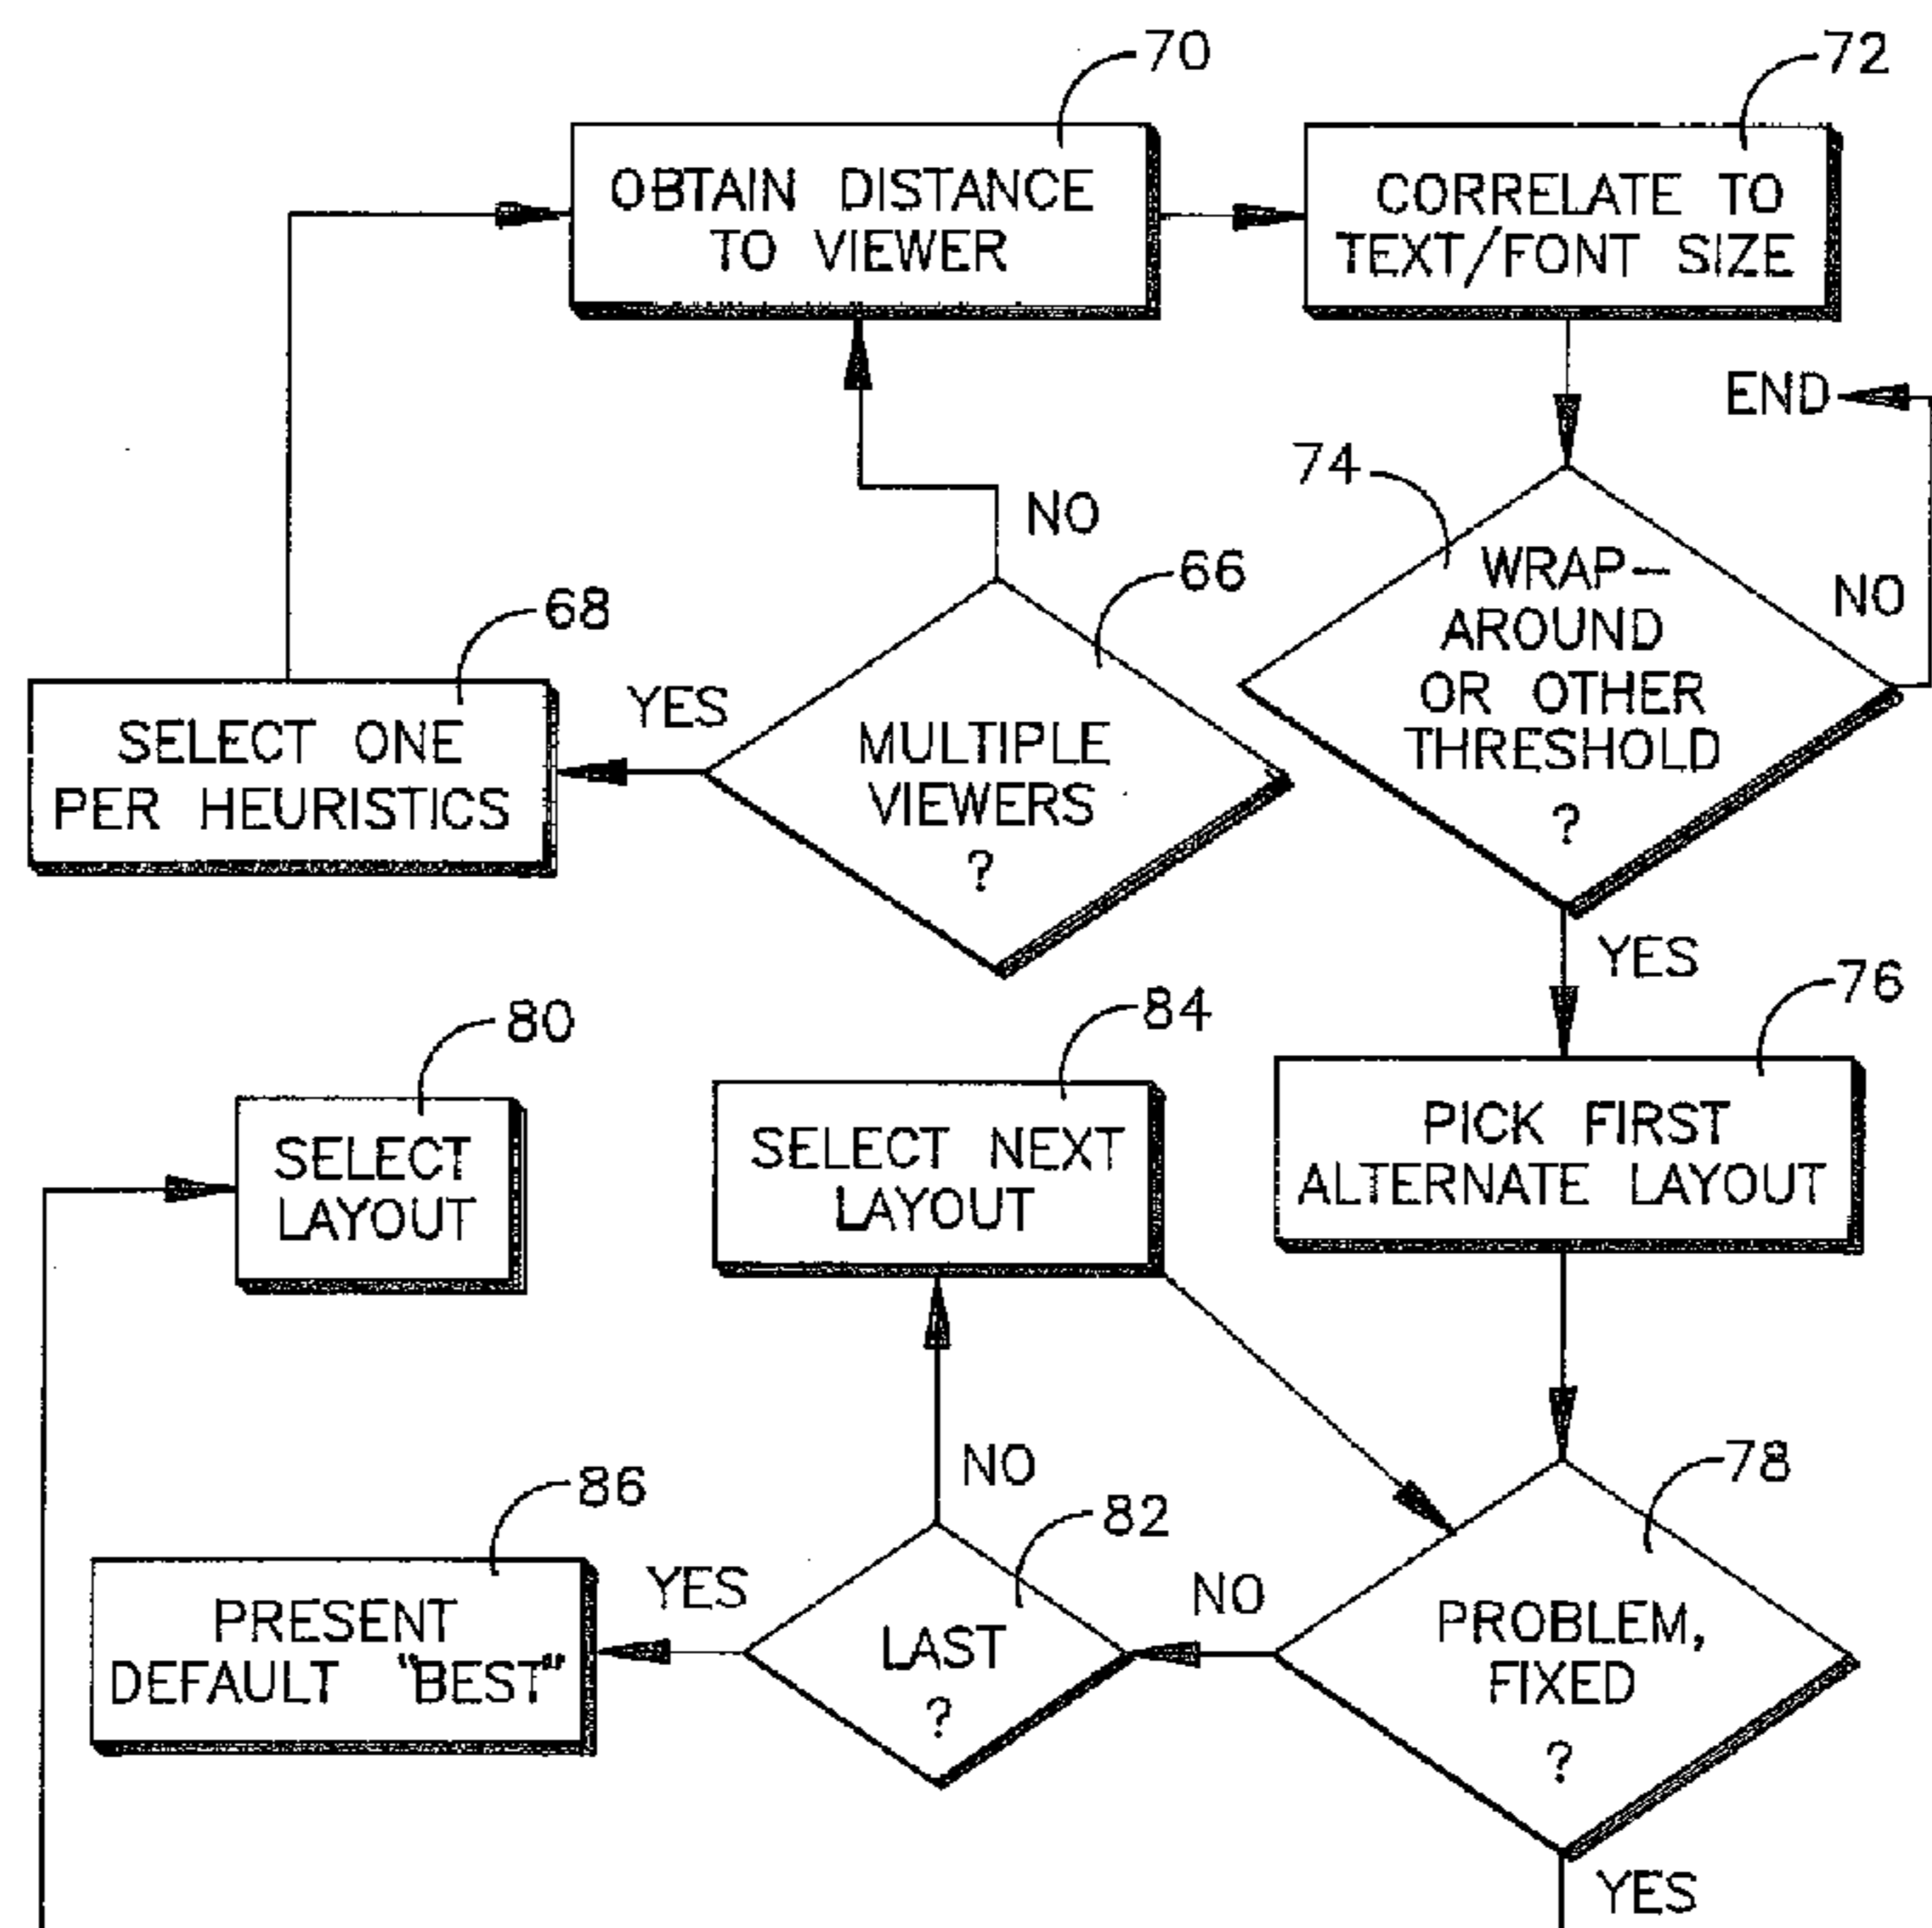 70
OBTAIN DISTANCE
TO VIEWER
72
CORRELATE TO
TEXT/FONT SIZE
END
NO
74
WRAP-
AROUND
OR OTHER
THRESHOLD
?
NO
YES
66
MULTIPLE
VIEWERS
?
YES
68
SELECT ONE
PER HEURISTICS
80
SELECT
LAYOUT
84
SELECT NEXT
LAYOUT
76
PICK FIRST
ALTERNATE LAYOUT
NO
86
PRESENT
DEFAULT "BEST"
YES
82
LAST
?
NO
78
PROBLEM,
FIXED
?
YES